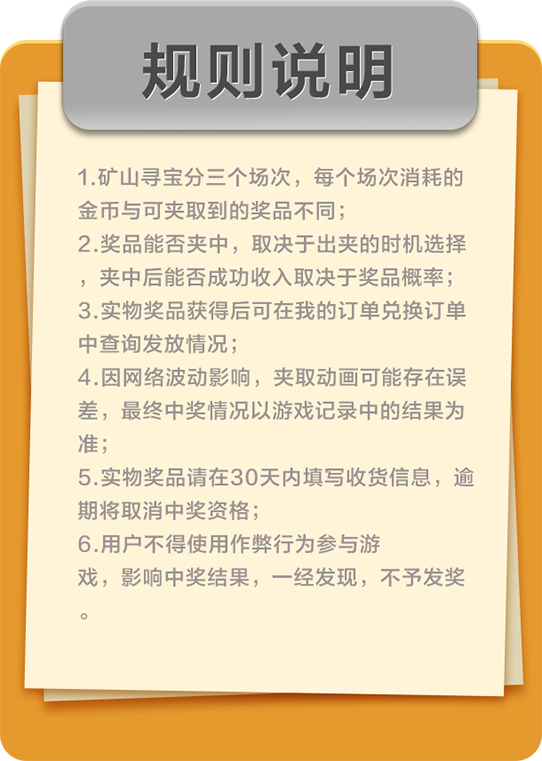 规则说明
1.矿山寻宝分三个场次，每个场次消耗的
金币与可夹取到的奖品不同；
2.奖品能否夹中，取决于出夹的时机选择
，夹中后能否成功收入取决于奖品概率；
3.实物奖品获得后可在我的订单兑换订单
中查询发放情况；
4.因网络波动影响，夹取动画可能存在误
差，最终中奖情况以游戏记录中的结果为
准；
5.实物奖品请在30天内填写收货信息，逾
期将取消中奖资格；
6.用户不得使用作弊行为参与游
戏，影响中奖结果，一经发现，不予发奖
。